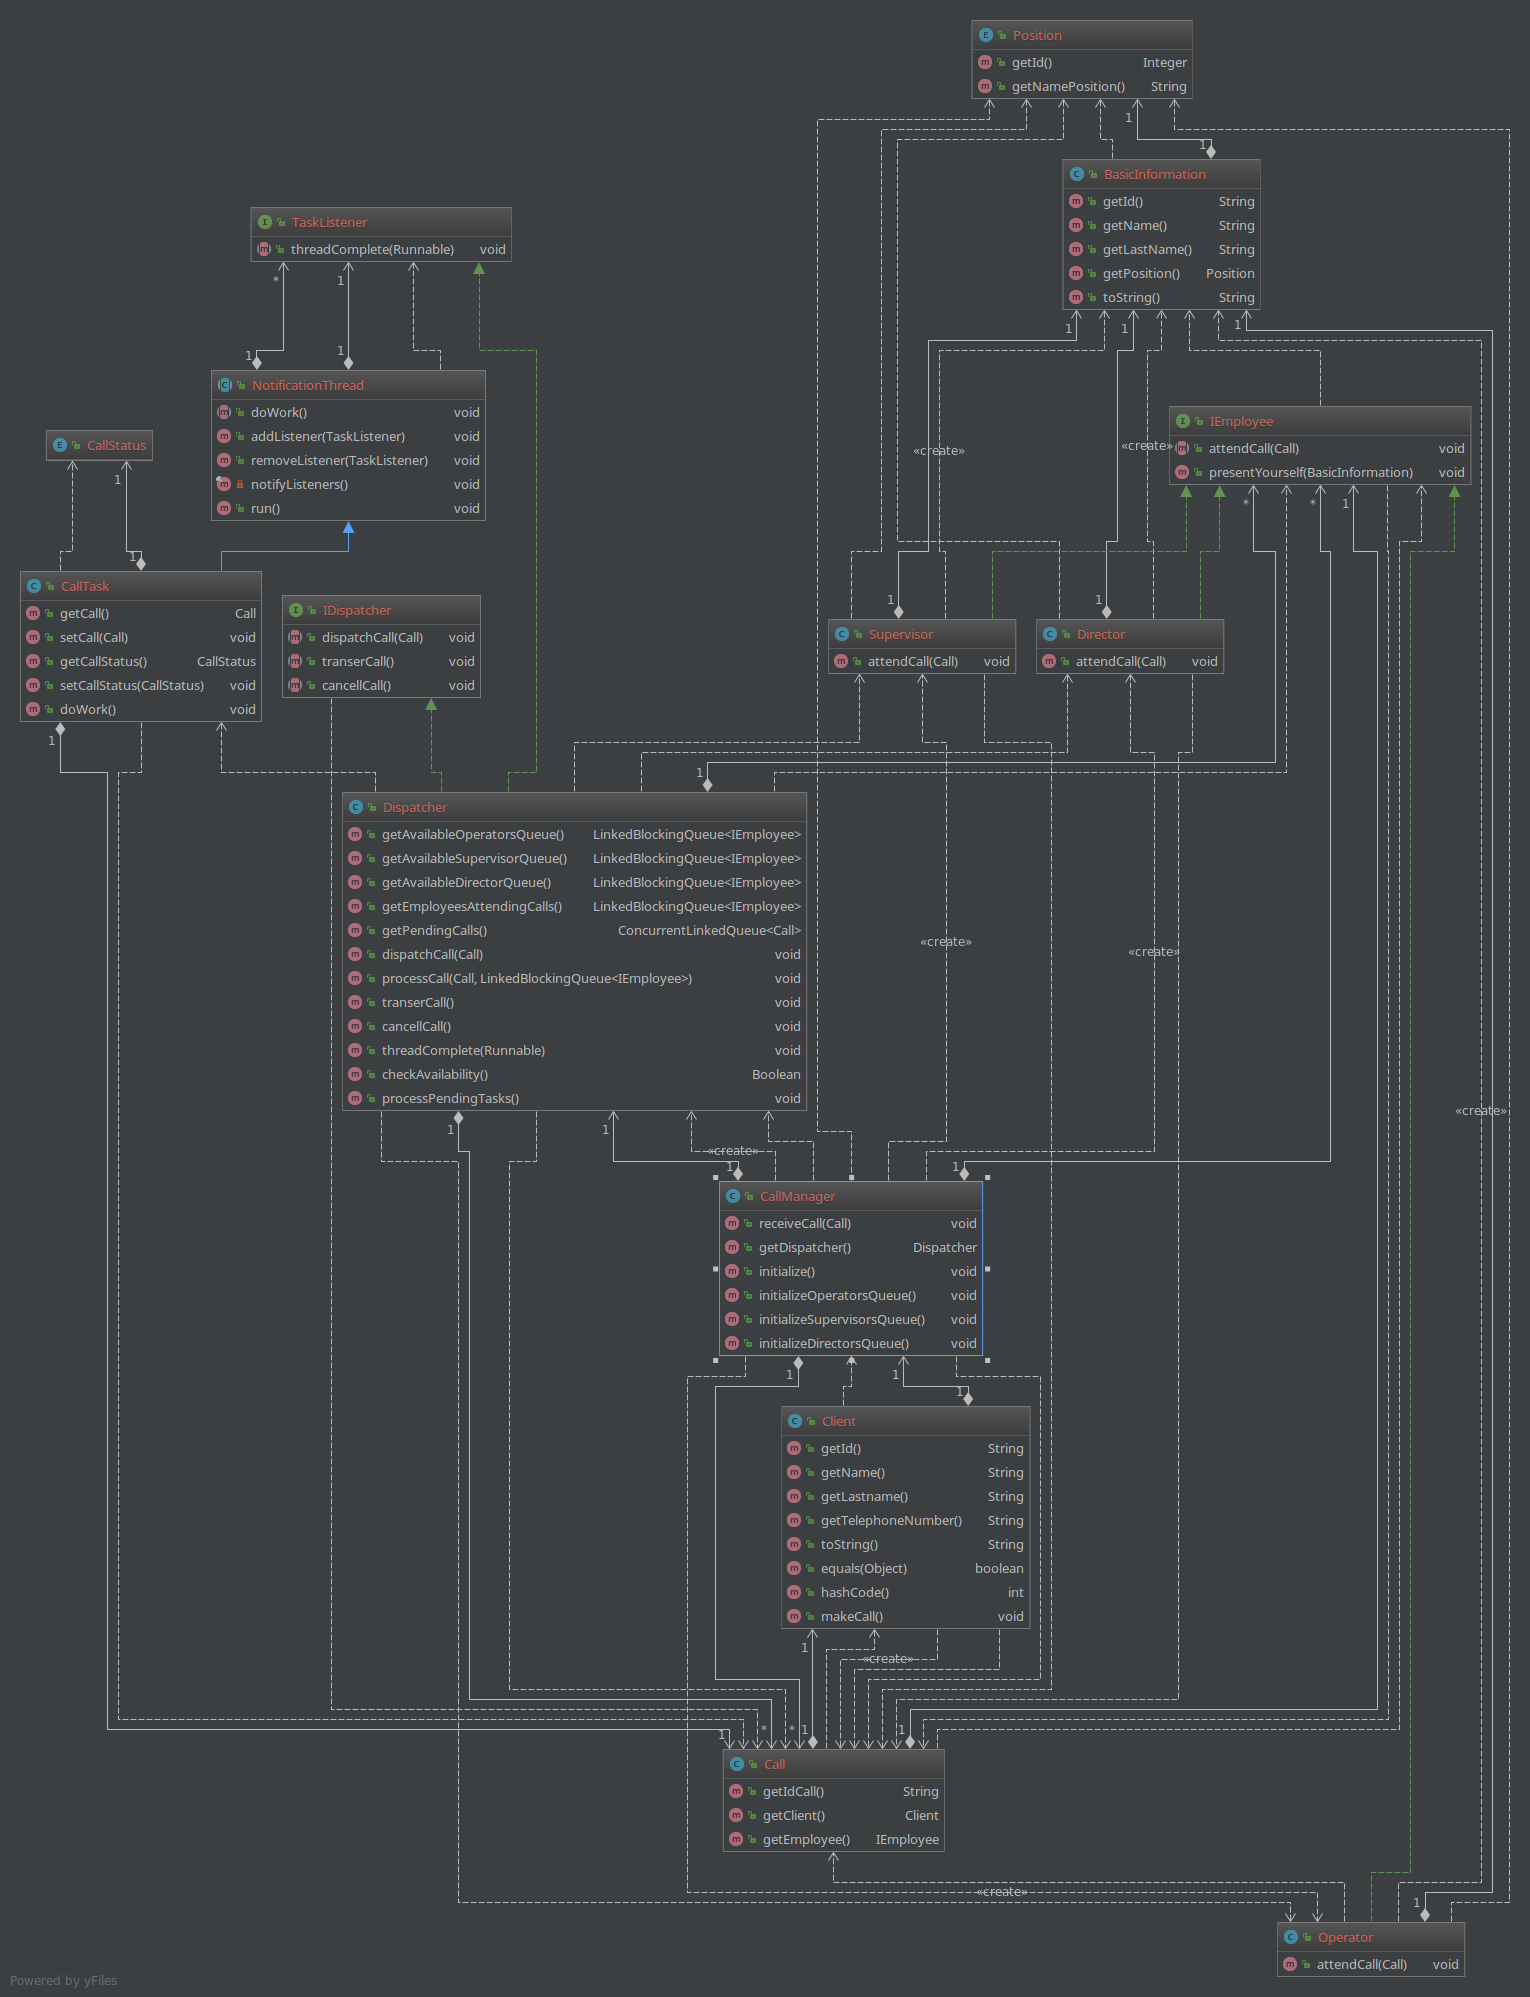 Position
getId() Integer
getNamePosition() String
1
1
BasicInformation
getId() String
getName() String
getLastName() String
getPosition() Position
toString() String
1
1
1
TaskListener
threadComplete(Runnable) void
*
1
1
1
NotificationThread
doWork() void
addListener(TaskListener) void
removeListener(TaskListener) void
notifyListeners() void
run() void
CallStatus
1
1
IEmployee
attendCall(Call) void
presentYourself(BasicInformation) void
«create»
«create»
*
*
1
CallTask
getCall() Call
setCall(Call) void
getCallStatus() CallStatus
setCallStatus(CallStatus) void
doWork() void
1
IDispatcher
dispatchCall(Call) void
transerCall() void
cancellCall() void
1
1
Supervisor
attendCall(Call) void
Director
attendCall(Call) void
1
Dispatcher
getAvailableOperatorsQueue() LinkedBlockingQueue<IEmployee>
getAvailableSupervisorQueue() LinkedBlockingQueue<IEmployee>
getAvailableDirectorQueue() LinkedBlockingQueue<IEmployee>
getEmployeesAttendingCalls() LinkedBlockingQueue<IEmployee>
getPendingCalls() ConcurrentLinkedQueue<Call>
dispatchCall(Call) void
processCall(Call, LinkedBlockingQueue<IEmployee>) void
transerCall() void
cancellCall() void
threadComplete(Runnable) void
checkAvailability() Boolean
processPendingTasks() void
«create»
«create»
«create»
1
1
«create»
1
1
CallManager
receiveCall(Call) void
getDispatcher() Dispatcher
initialize() void
initializeOperatorsQueue() void
initializeSupervisorsQueue() void
initializeDirectorsQueue() void
1
1
1
Client
getId() String
getName() String
getLastname() String
getTelephoneNumber() String
toString() String
equals(Object) boolean
hashCode() int
makeCall() void
1
«create»
1
*
*
1
1
Call
getIdCall() String
getClient() Client
getEmployee() IEmployee
«create»
1
Operator
attendCall(Call) void
Powered by yFiles